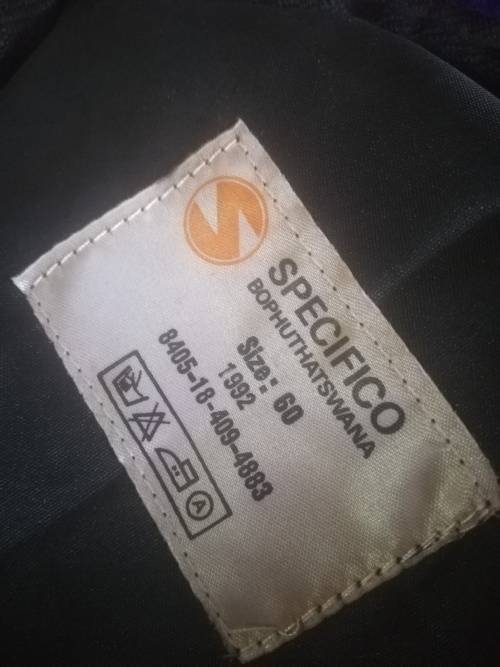 SPECIFICO
BOPHUTHATSWANA
Size: 60
1992
8405-18-409-4883
A